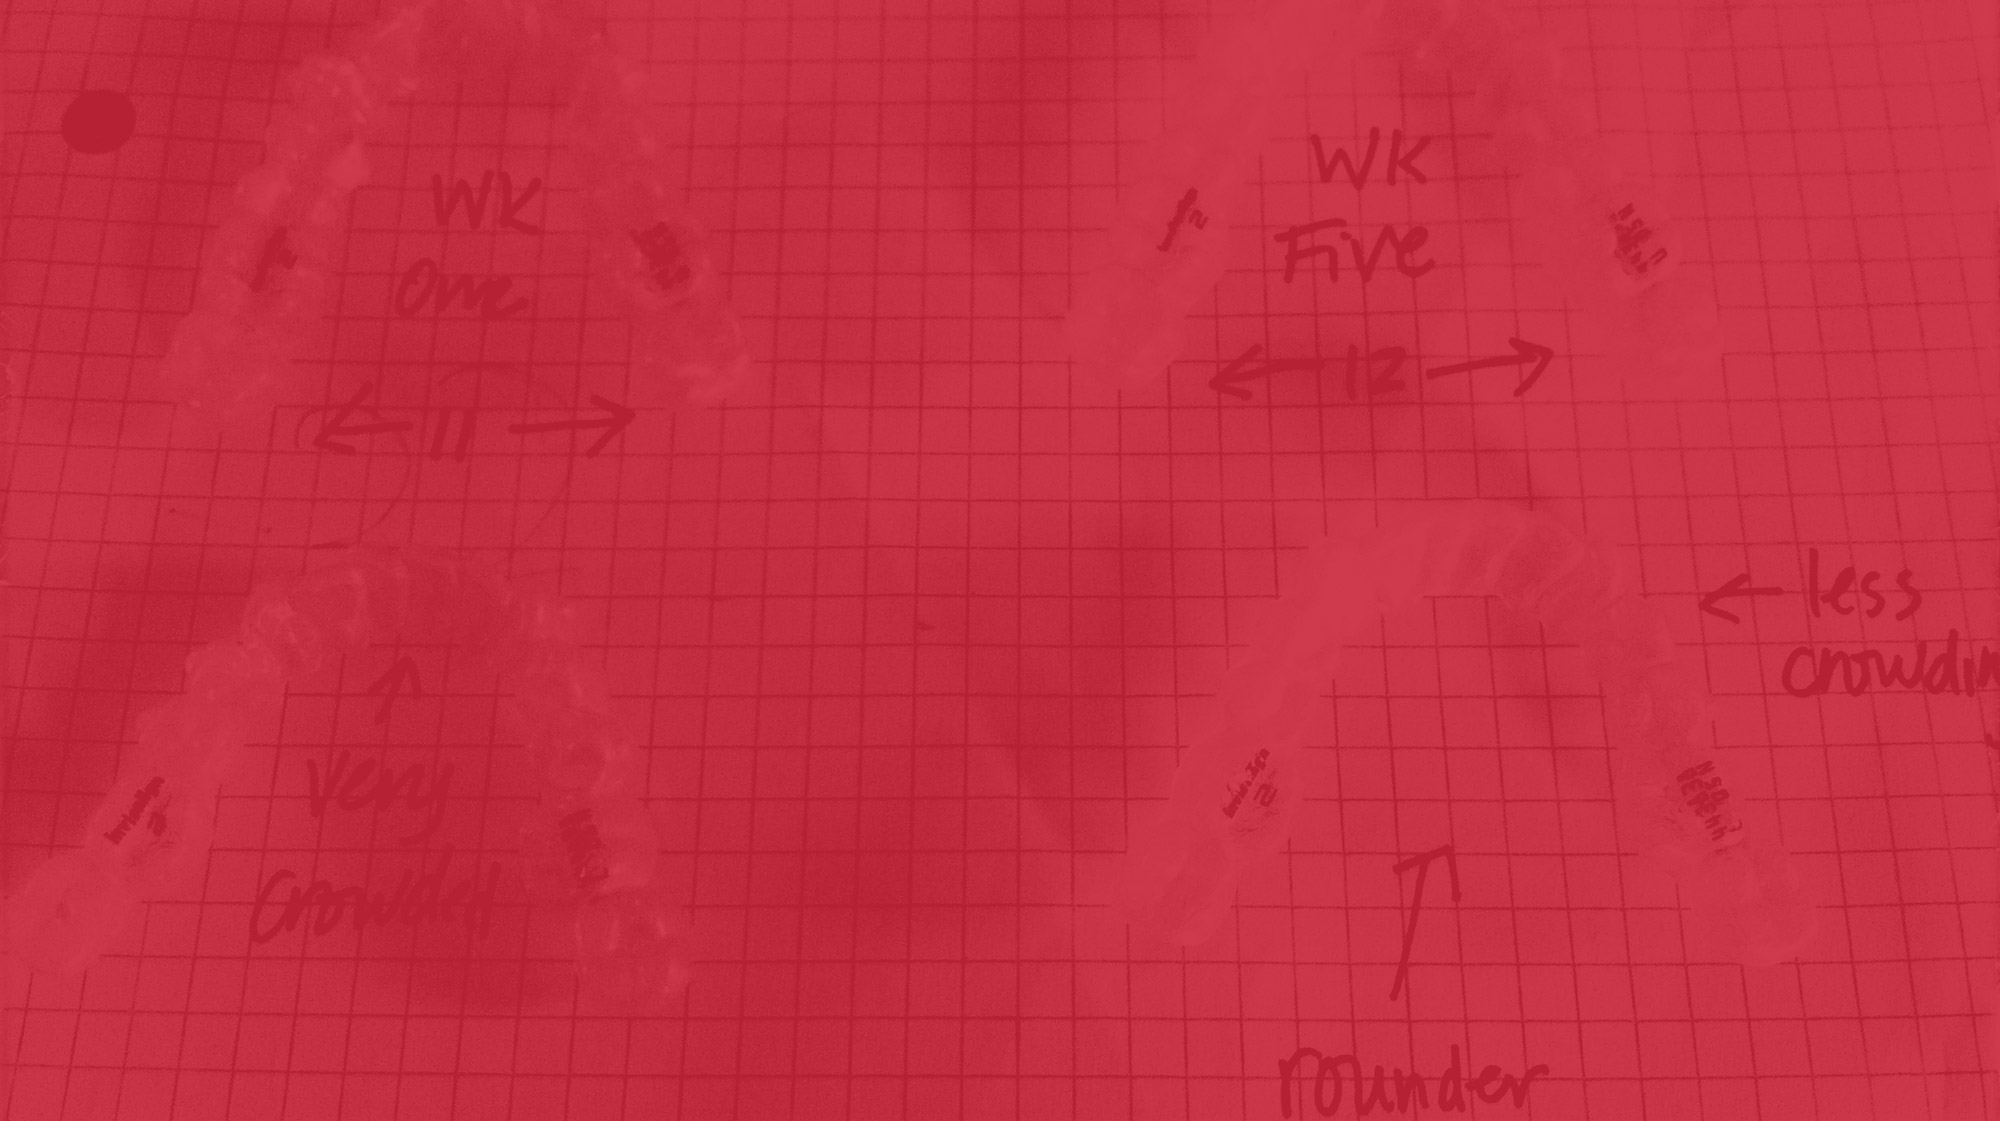 WK
One
← 11 →
WK
Five
← 12 →
very
crowded
← less
crowdin
rounder